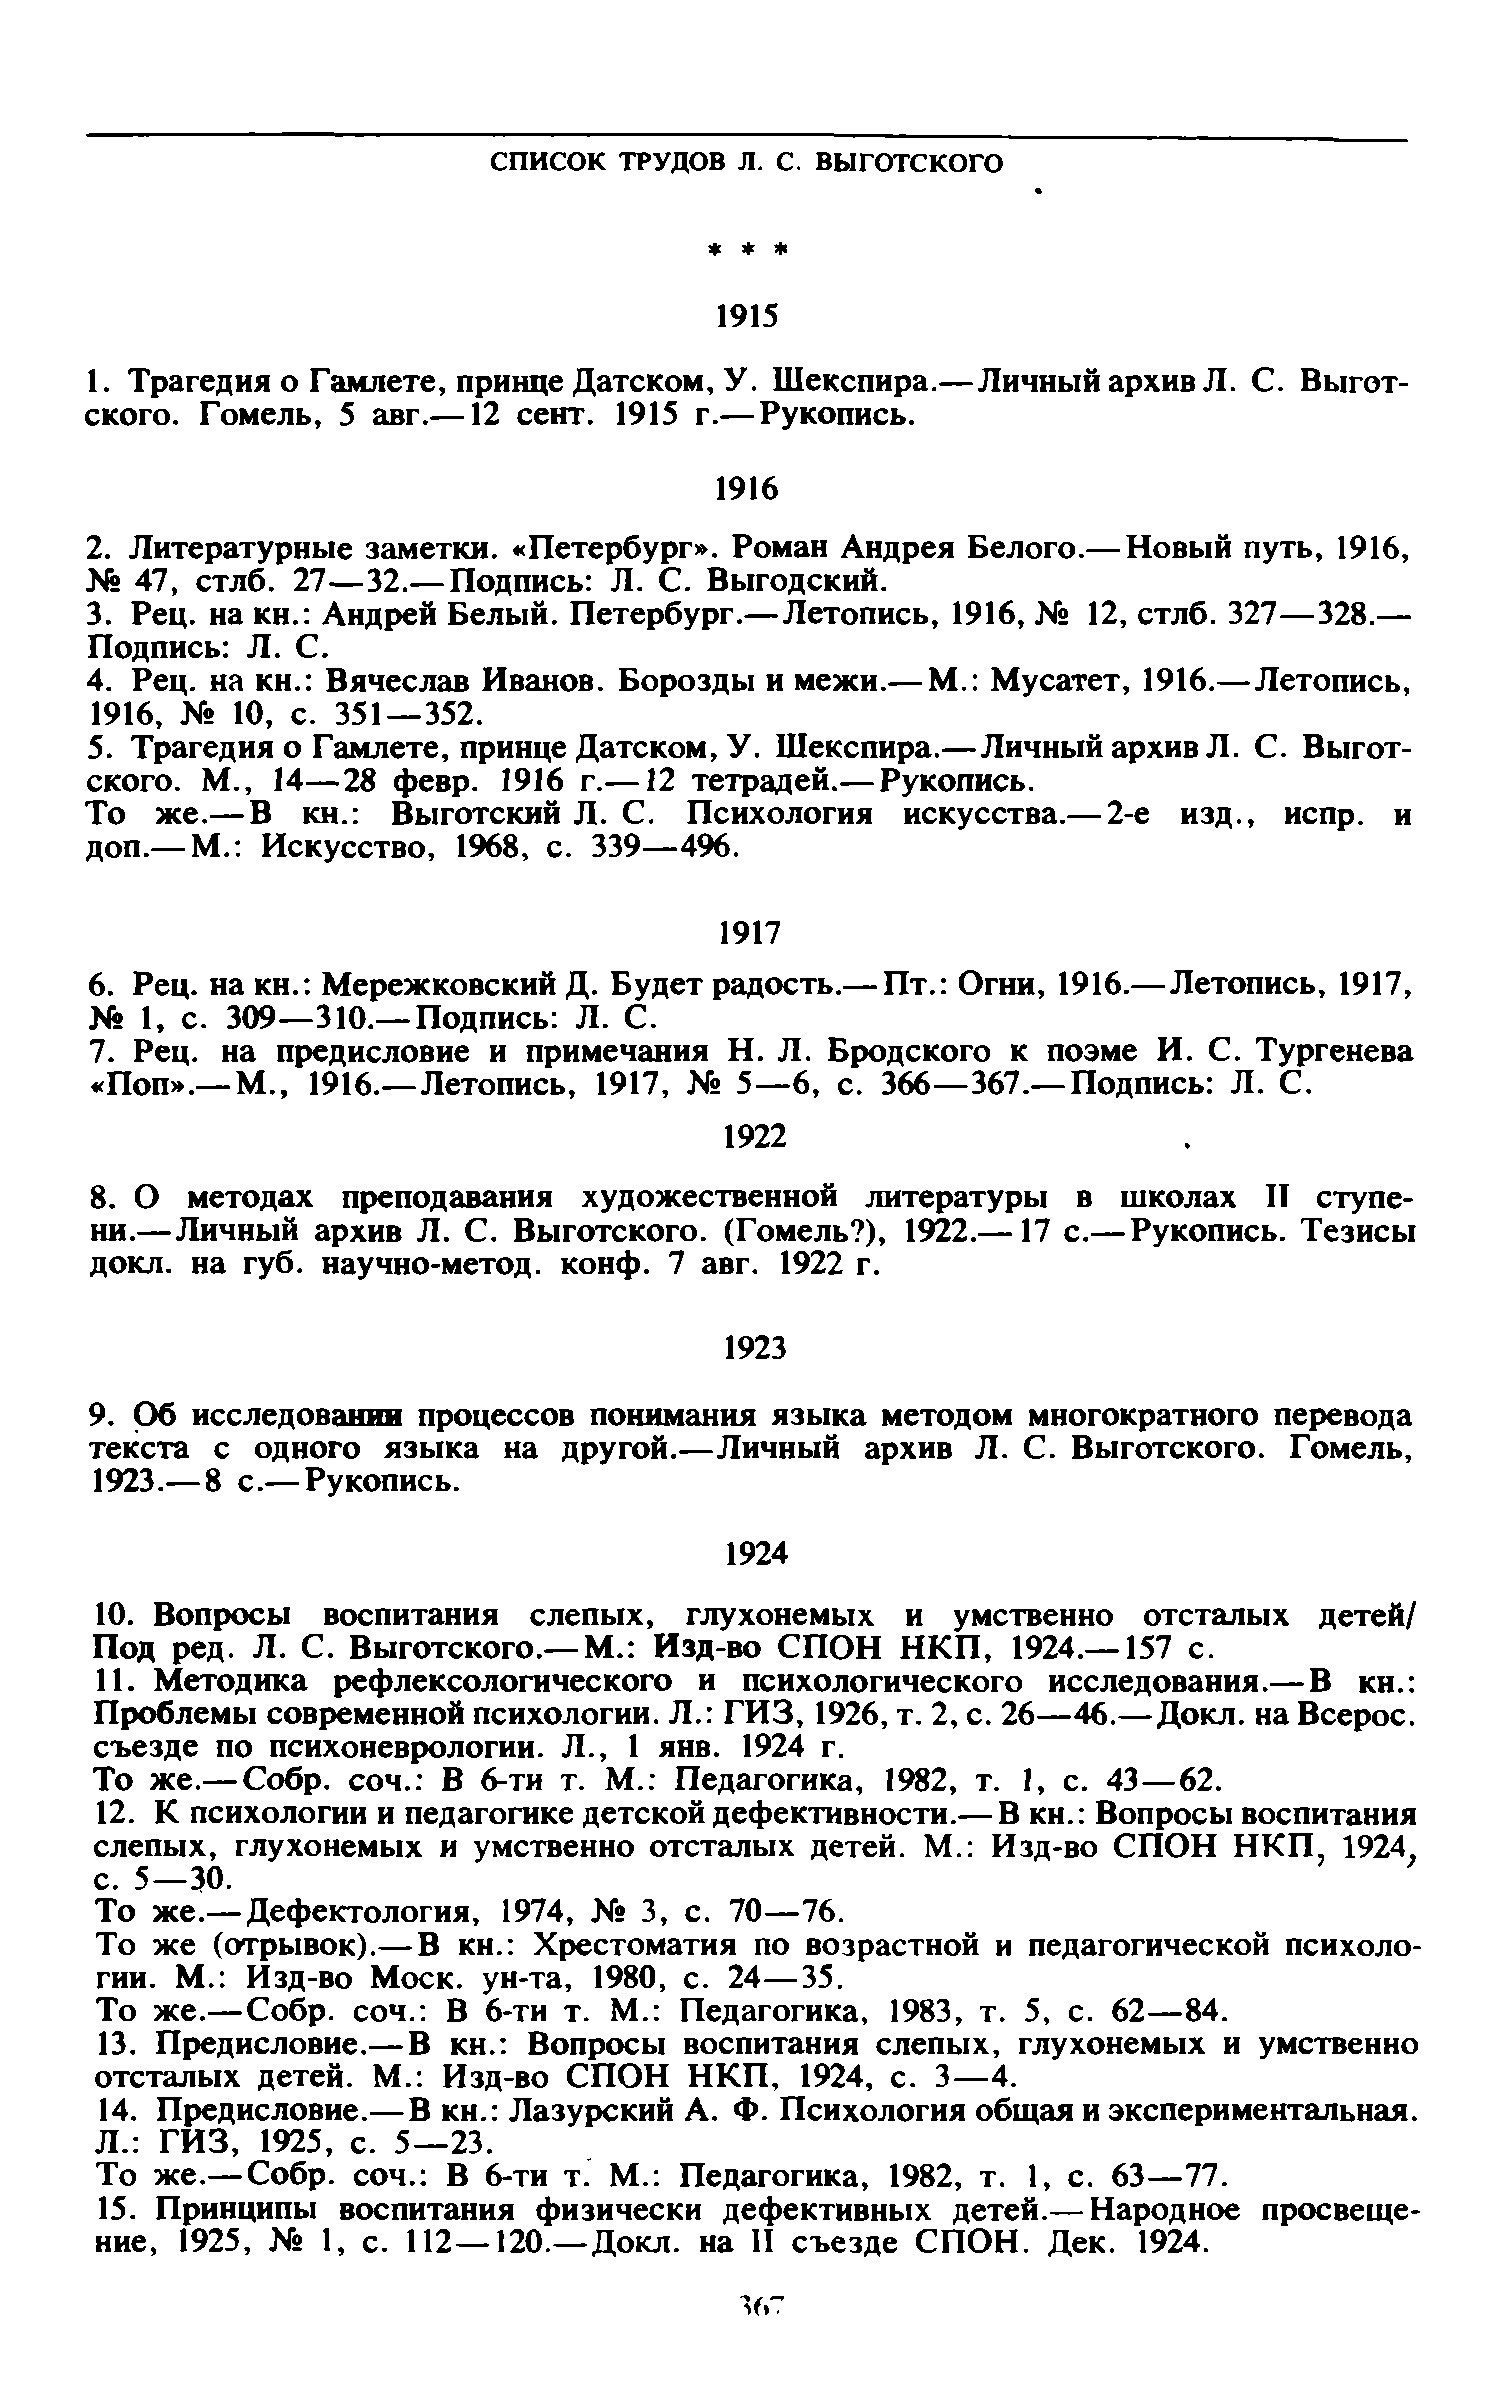 СПИСОК ТРУДОВ Л. С. ВЫГОТСКОГО
* * *
1915
1. Трагедия о Гамлете, принце Датском, У. Шекспира.—Личный архив Л. С. Выгот-
ского. Гомель, 5 авг.—12 сент. 1915 г.—Рукопись.
1916
2. Литературные заметки. «Петербург». Роман Андрея Белого.—Новый путь, 1916,
№ 47, стлб. 27—32.—Подпись: Л. С. Выгодский.
3. Рец. на кн.: Андрей Белый. Петербург.—Летопись, 1916, № 12, стлб. 327—328.—
Подпись: Л. С.
4. Рец. на кн.: Вячеслав Иванов. Борозды и межи.—М.: Мусатет, 1916.—Летопись,
1916, № 10, с. 351—352.
5. Трагедия о Гамлете, принце Датском, У. Шекспира.—Личный архив Л. С. Выгот-
ского. М., 14—28 февр. 1916 г.—12 тетрадей.—Рукопись.
То же.—В кн.: Выготский Л. С. Психология искусства.—2-е изд., испр. и
доп.—М.: Искусство, 1968, с. 339—496.
1917
6. Рец. на кн.: Мережковский Д. Будет радость.—Пт.: Огни, 1916.—Летопись, 1917,
№ 1, с. 309—310.—Подпись: Л. С.
7. Рец. на предисловие и примечания Н. Л. Бродского к поэме И. С. Тургенева
«Поп».—М., 1916.—Летопись, 1917, № 5—6, с. 366—367.—Подпись: Л. С.
1922
8. О методах преподавания художественной литературы в школах II ступе-
ни.—Личный архив Л. С. Выготского. (Гомель?), 1922.—17 с.—Рукопись. Тезисы
докл. на губ. научно-метод. конф. 7 авг. 1922 г.
1923
9. Об исследовании процессов понимания языка методом многократного перевода
текста с одного языка на другой.—Личный архив Л. С. Выготского. Гомель,
1923.—8 с.—Рукопись.
1924
10. Вопросы воспитания слепых, глухонемых и умственно отсталых детей/
Под ред. Л. С. Выготского.—М.: Изд-во СПОН НКП, 1924.—157 с.
11. Методика рефлексологического и психологического исследования.—В кн.:
Проблемы современной психологии. Л.: ГИЗ, 1926, т. 2, с. 26—46.—Докл. на Всерос.
съезде по психоневрологии. Л., 1 янв. 1924 г.
То же.—Собр. соч.: В 6-ти т. М.: Педагогика, 1982, т. 1, с. 43—62.
12. К психологии и педагогике детской дефективности.—В кн.: Вопросы воспитания
слепых, глухонемых и умственно отсталых детей. М.: Изд-во СПОН НКП, 1924,
с. 5—30.
То же.—Дефектология, 1974, № 3, с. 70—76.
То же (отрывок).—В кн.: Хрестоматия по возрастной и педагогической психоло-
гии. М.: Изд-во Моск. ун-та, 1980, с. 24—35.
То же.—Собр. соч.: В 6-ти т. М.: Педагогика, 1983, т. 5, с. 62—84.
13. Предисловие.—В кн.: Вопросы воспитания слепых, глухонемых и умственно
отсталых детей. М.: Изд-во СПОН НКП, 1924, с. 3—4.
14. Предисловие.—В кн.: Лазурский А. Ф. Психология общая и экспериментальная.
Л.: ГИЗ, 1925, с. 5—23.
То же.—Собр. соч.: В 6-ти т. М.: Педагогика, 1982, т. 1, с. 63—77.
15. Принципы воспитания физически дефективных детей.—Народное просвеще-
ние, 1925, № 1, с. 112—120.—Докл. на II съезде СПОН. Дек. 1924.
367